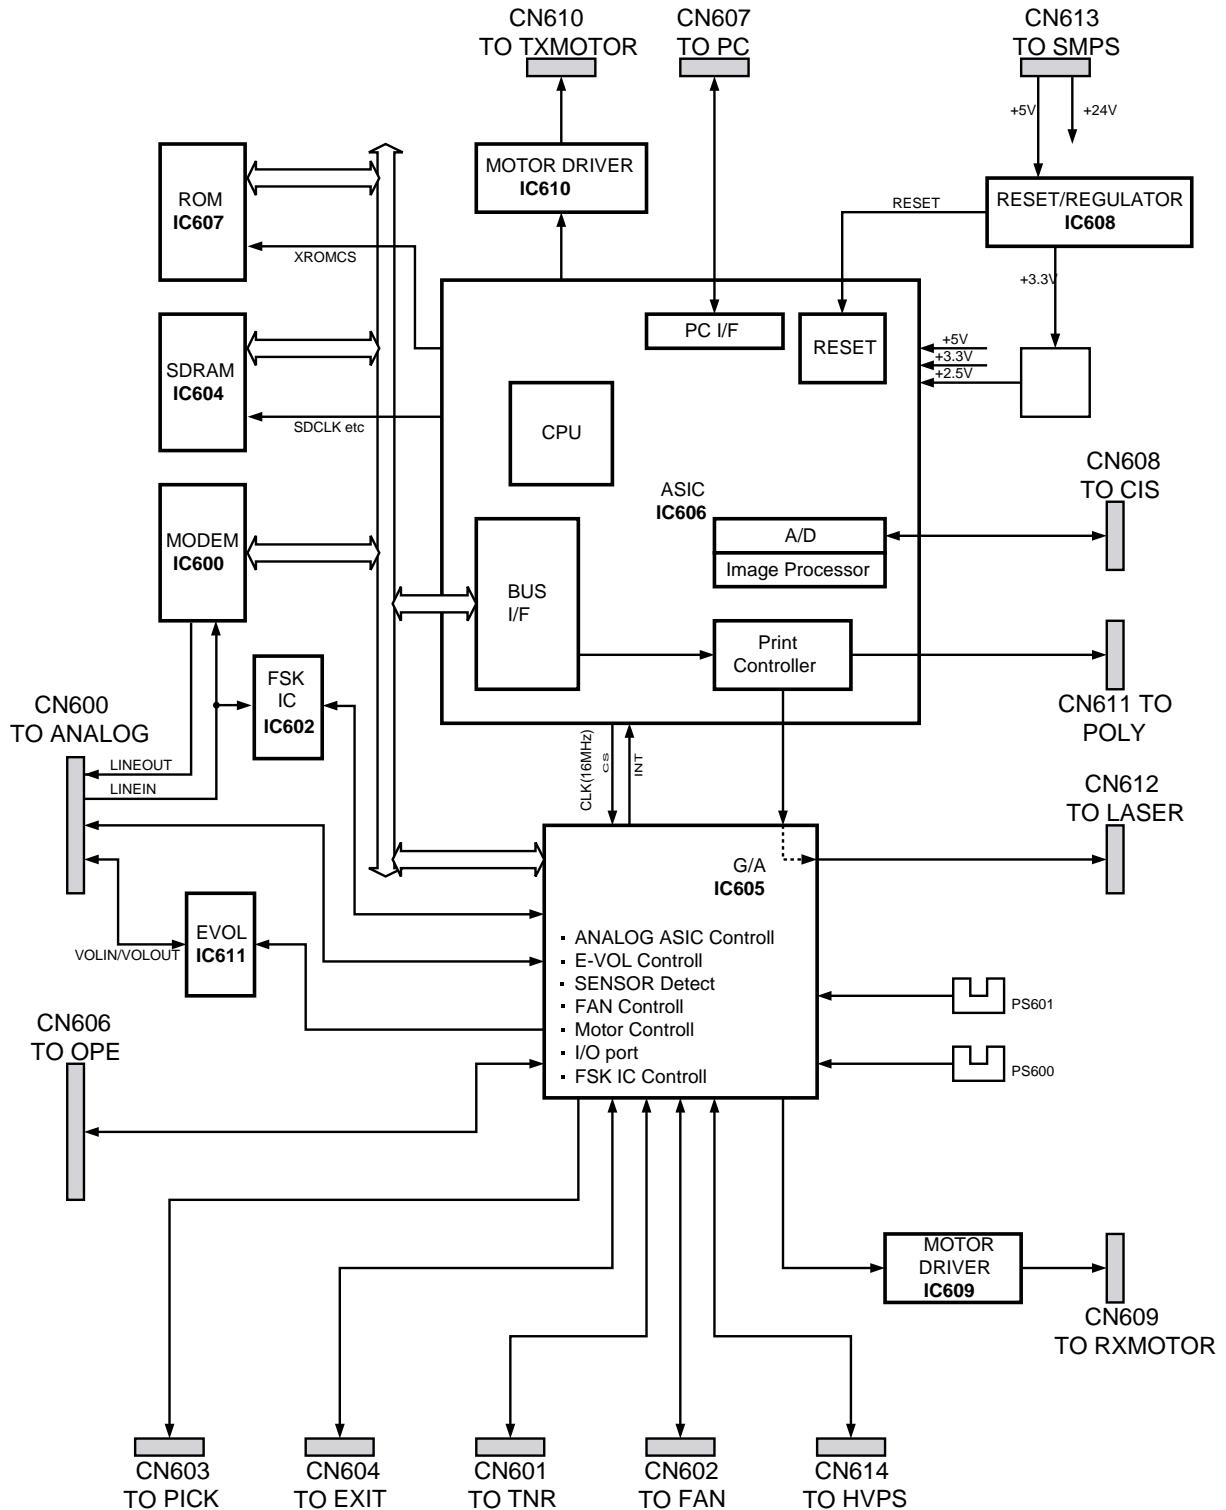 CN610
TO TXMOTOR
CN607
TO PC
CN613
TO SMPS
+5V
+24V
ROM
IC607
MOTOR DRIVER
IC610
RESET
RESET/REGULATOR
IC608
XROMCS
+3.3V
PC I/F
RESET
+5V
+3.3V
+2.5V
SDRAM
IC604
SDCLK etc
CPU
CN608
TO CIS
ASIC
IC606
MODEM
IC600
A/D
Image Processor
BUS
I/F
Print
Controller
FSK
IC
IC602
CN600
TO ANALOG
CN611 TO
POLY
LINEOUT
LINEIN
CLK(16MHz)
CS
INT
CN612
TO LASER
G/A
IC605
EVOL
IC611
VOLIN/VOLOUT
▪ ANALOG ASIC Controll
▪ E-VOL Controll
▪ SENSOR Detect
▪ FAN Controll
▪ Motor Controll
▪ I/O port
▪ FSK IC Controll
PS601
CN606
TO OPE
PS600
MOTOR
DRIVER
IC609
CN609
TO RXMOTOR
CN603
TO PICK
CN604
TO EXIT
CN601
TO TNR
CN602
TO FAN
CN614
TO HVPS